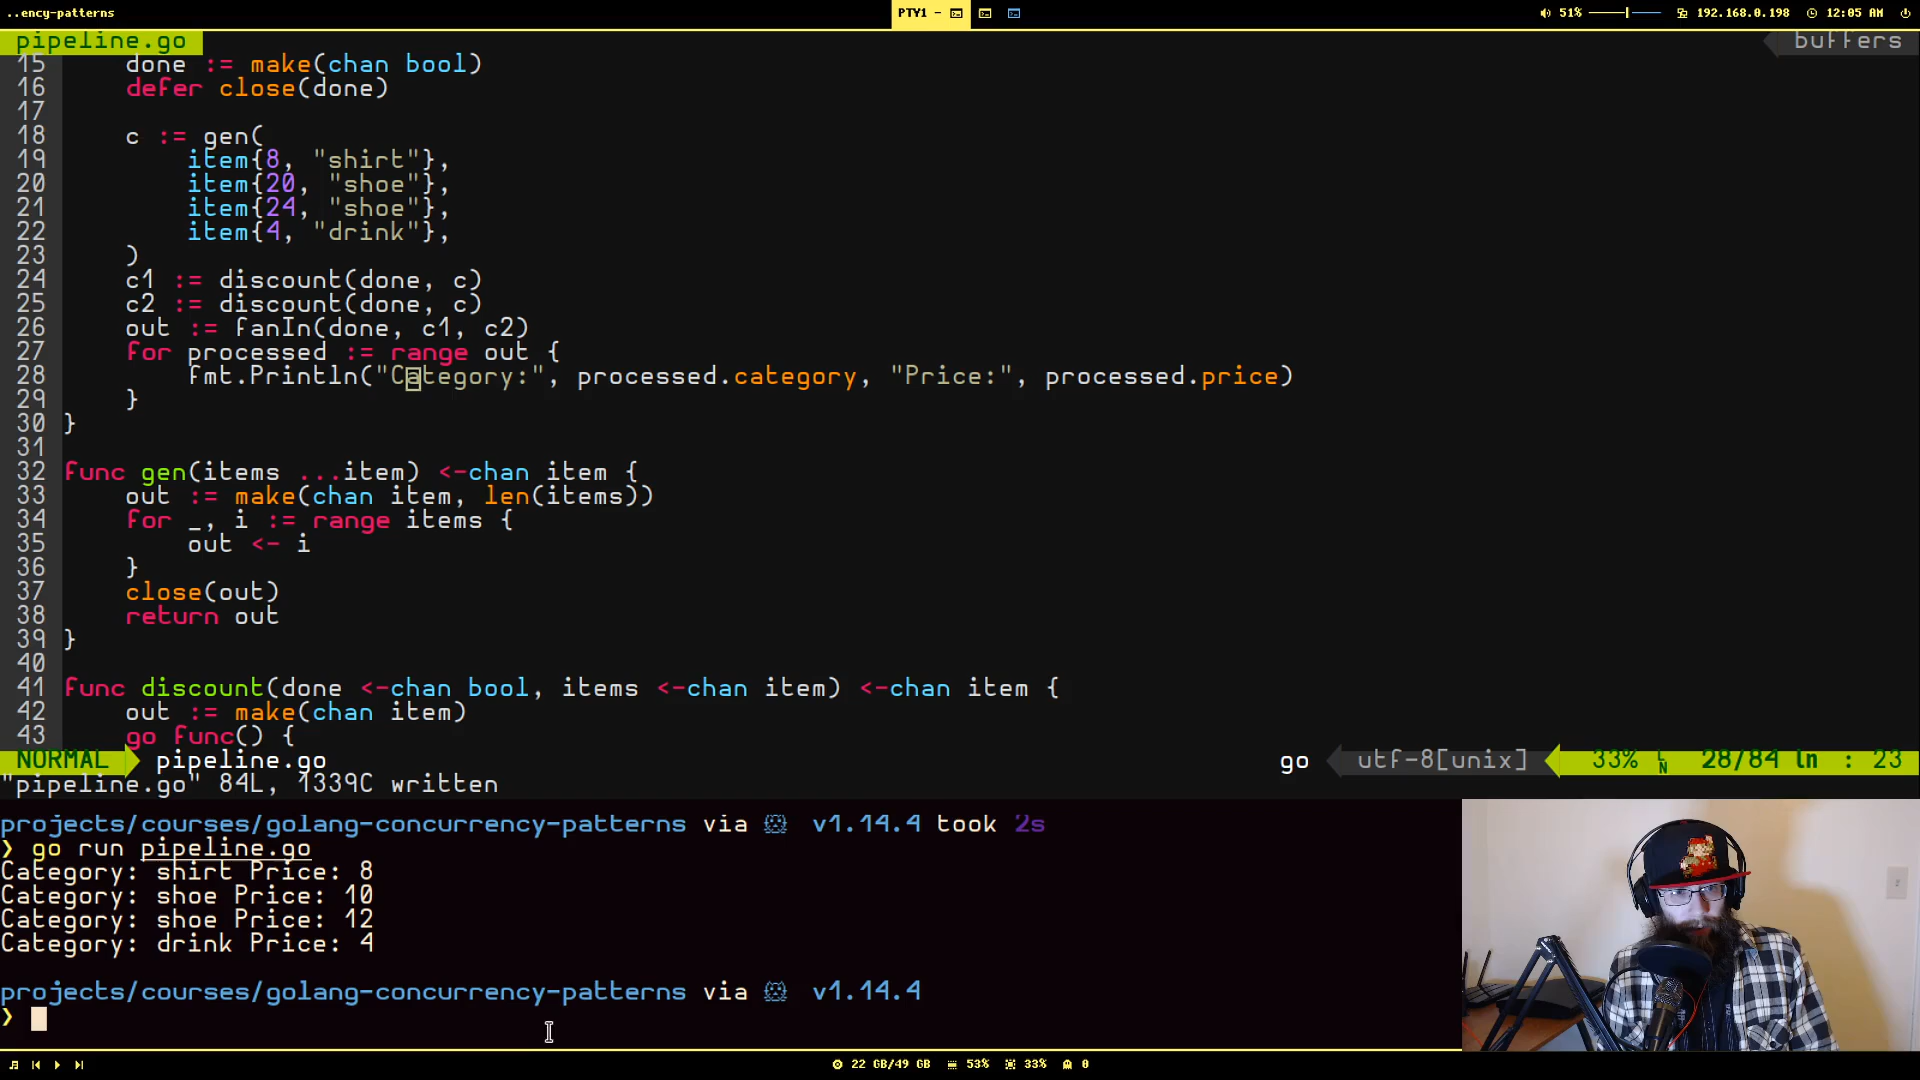 ..ency-patterns PTY1 - 51% 192.168.0.198 12:05 AM
pipeline.go buffers
15 done := make(chan bool)
16 defer close(done)
17
18 c := gen(
19 item{8, "shirt"},
20 item{20, "shoe"},
21 item{24, "shoe"},
22 item{4, "drink"},
23 )
24 c1 := discount(done, c)
25 c2 := discount(done, c)
26 out := fanIn(done, c1, c2)
27 for processed := range out {
28 fmt.Println("Category:", processed.category, "Price:", processed.price)
29 }
30 }
31
32 func gen(items ...item) <-chan item {
33 out := make(chan item, len(items))
34 for _, i := range items {
35 out <- i
36 }
37 close(out)
38 return out
39 }
40
41 func discount(done <-chan bool, items <-chan item) <-chan item {
42 out := make(chan item)
43 go func() {
NORMAL pipeline.go go utf-8[unix] 33% LN 28/84 ln : 23
"pipeline.go" 84L, 1339C written
projects/courses/golang-concurrency-patterns via v1.14.4 took 2s
❯ go run pipeline.go
Category: shirt Price: 8
Category: shoe Price: 10
Category: shoe Price: 12
Category: drink Price: 4
projects/courses/golang-concurrency-patterns via v1.14.4
❯
22 GB/49 GB 53% 33% 0